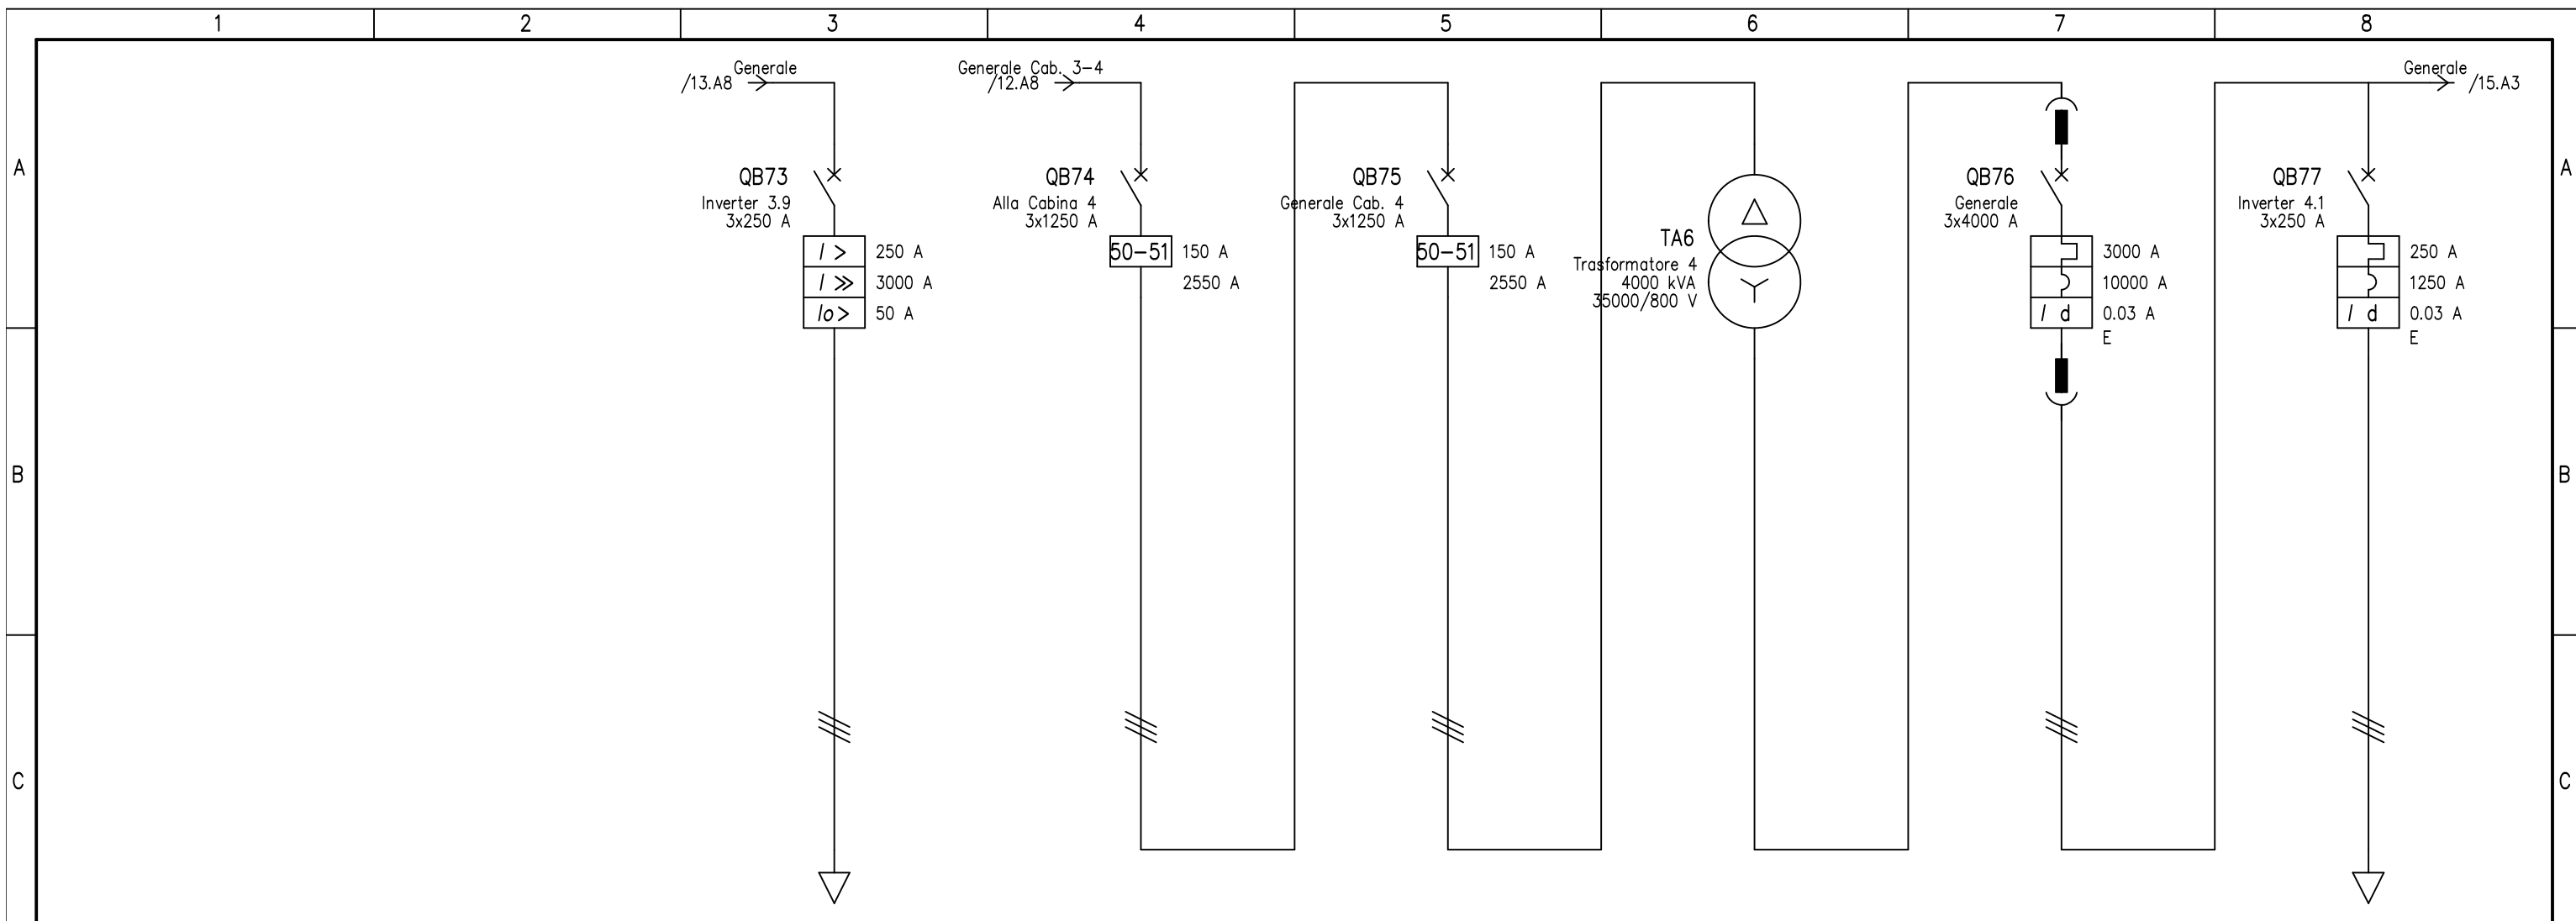 1 2 3 4 5 6 7 8
Generale
/13.A8
Generale Cab. 3-4
/12.A8
Generale
/15.A3
A A
QB73
Inverter 3.9
3x250 A
I > 250 A
I >> 3000 A
Io> 50 A
QB74
Alla Cabina 4
3x1250 A
50-51 150 A
2550 A
QB75
Generale Cab. 4
3x1250 A
50-51 150 A
2550 A
TA6
Trasformatore 4
4000 kVA
35000/800 V
QB76
Generale
3x4000 A
3000 A
10000 A
I d 0.03 A
E
QB77
Inverter 4.1
3x250 A
250 A
1250 A
I d 0.03 A
E
B B
C C